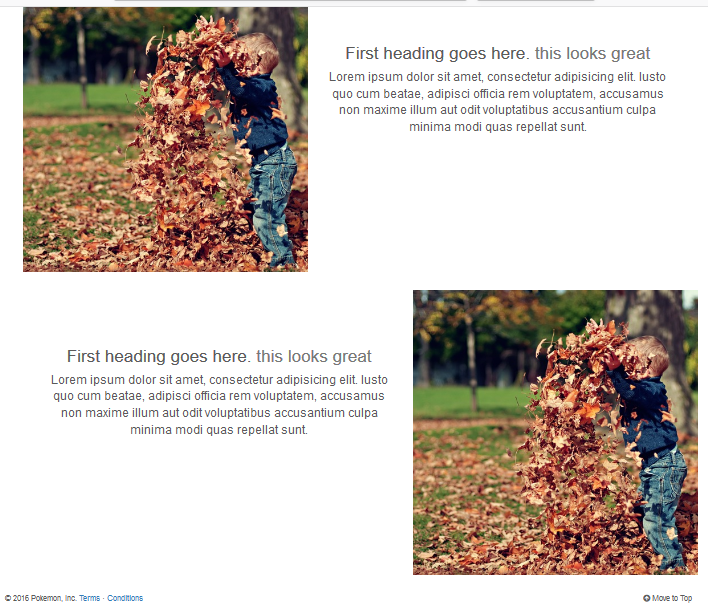 First heading goes here. this looks great
Lorem ipsum dolor sit amet, consectetur adipisicing elit. Iusto
quo cum beatae, adipisci officia rem voluptatem, accusamus
non maxime illum aut odit voluptatibus accusantium culpa
minima modi quas repellat sunt.
First heading goes here. this looks great
Lorem ipsum dolor sit amet, consectetur adipisicing elit. Iusto
quo cum beatae, adipisci officia rem voluptatem, accusamus
non maxime illum aut odit voluptatibus accusantium culpa
minima modi quas repellat sunt.
© 2016 Pokemon, Inc. Terms · Conditions
Move to Top